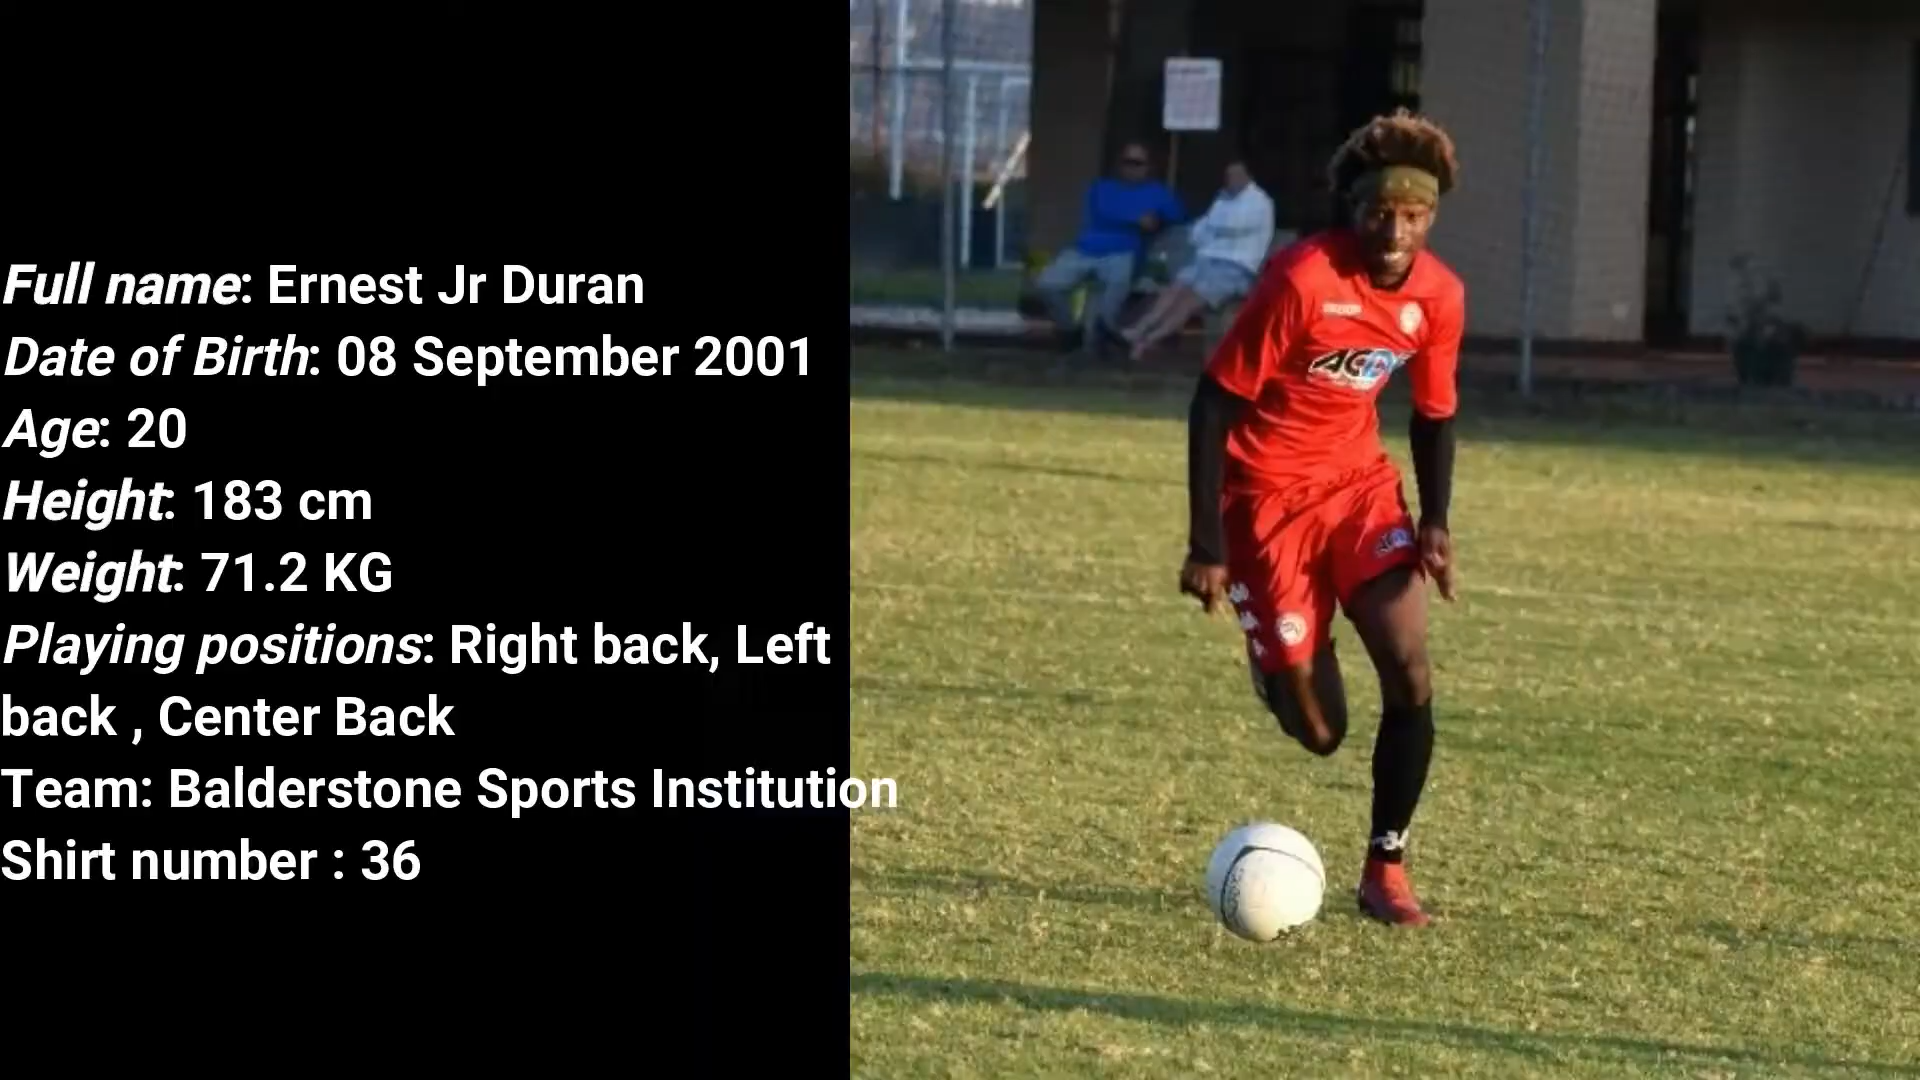 Full name: Ernest Jr Duran
Date of Birth: 08 September 2001
Age: 20
Height: 183 cm
Weight: 71.2 KG
Playing positions: Right back, Left
back , Center Back
Team: Balderstone Sports Institution
Shirt number : 36